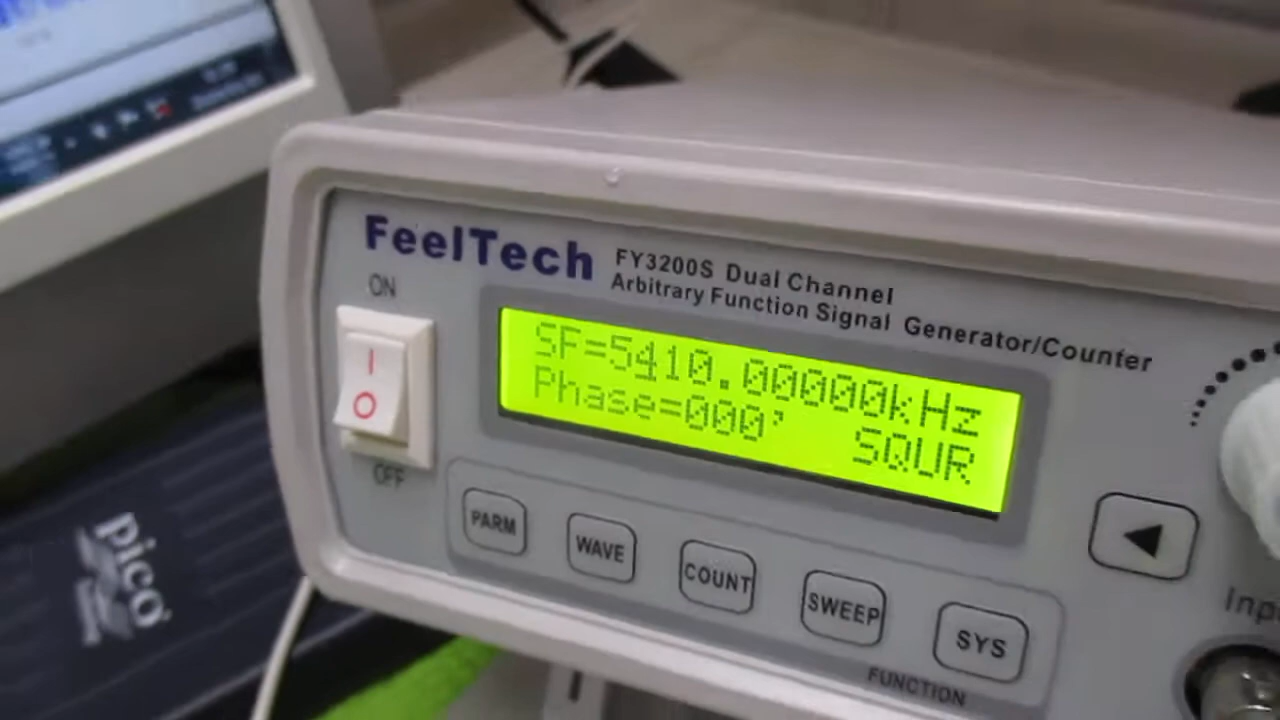 FeelTech
FY3200S Dual Channel
Arbitrary Function Signal Generator/Counter
ON
I
O
OFF
SF=5410.00000kHz
Phase=000’ SQUR
PARM
WAVE
COUNT
SWEEP
SYS
FUNCTION
pico